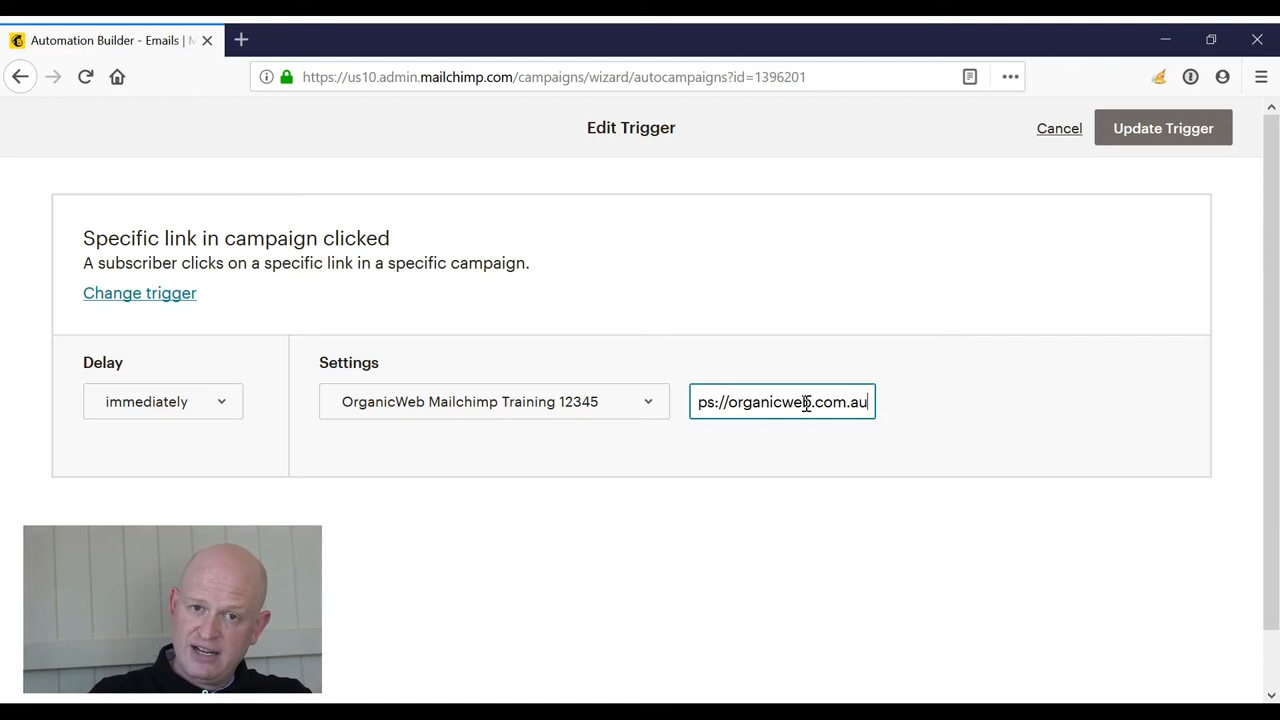 Automation Builder - Emails |
https://us10.admin.mailchimp.com/campaigns/wizard/autocampaigns?id=1396201
Edit Trigger
Cancel
Update Trigger
Specific link in campaign clicked
A subscriber clicks on a specific link in a specific campaign.
Change trigger
Delay
Settings
immediately
OrganicWeb Mailchimp Training 12345
ps://organicweb.com.au